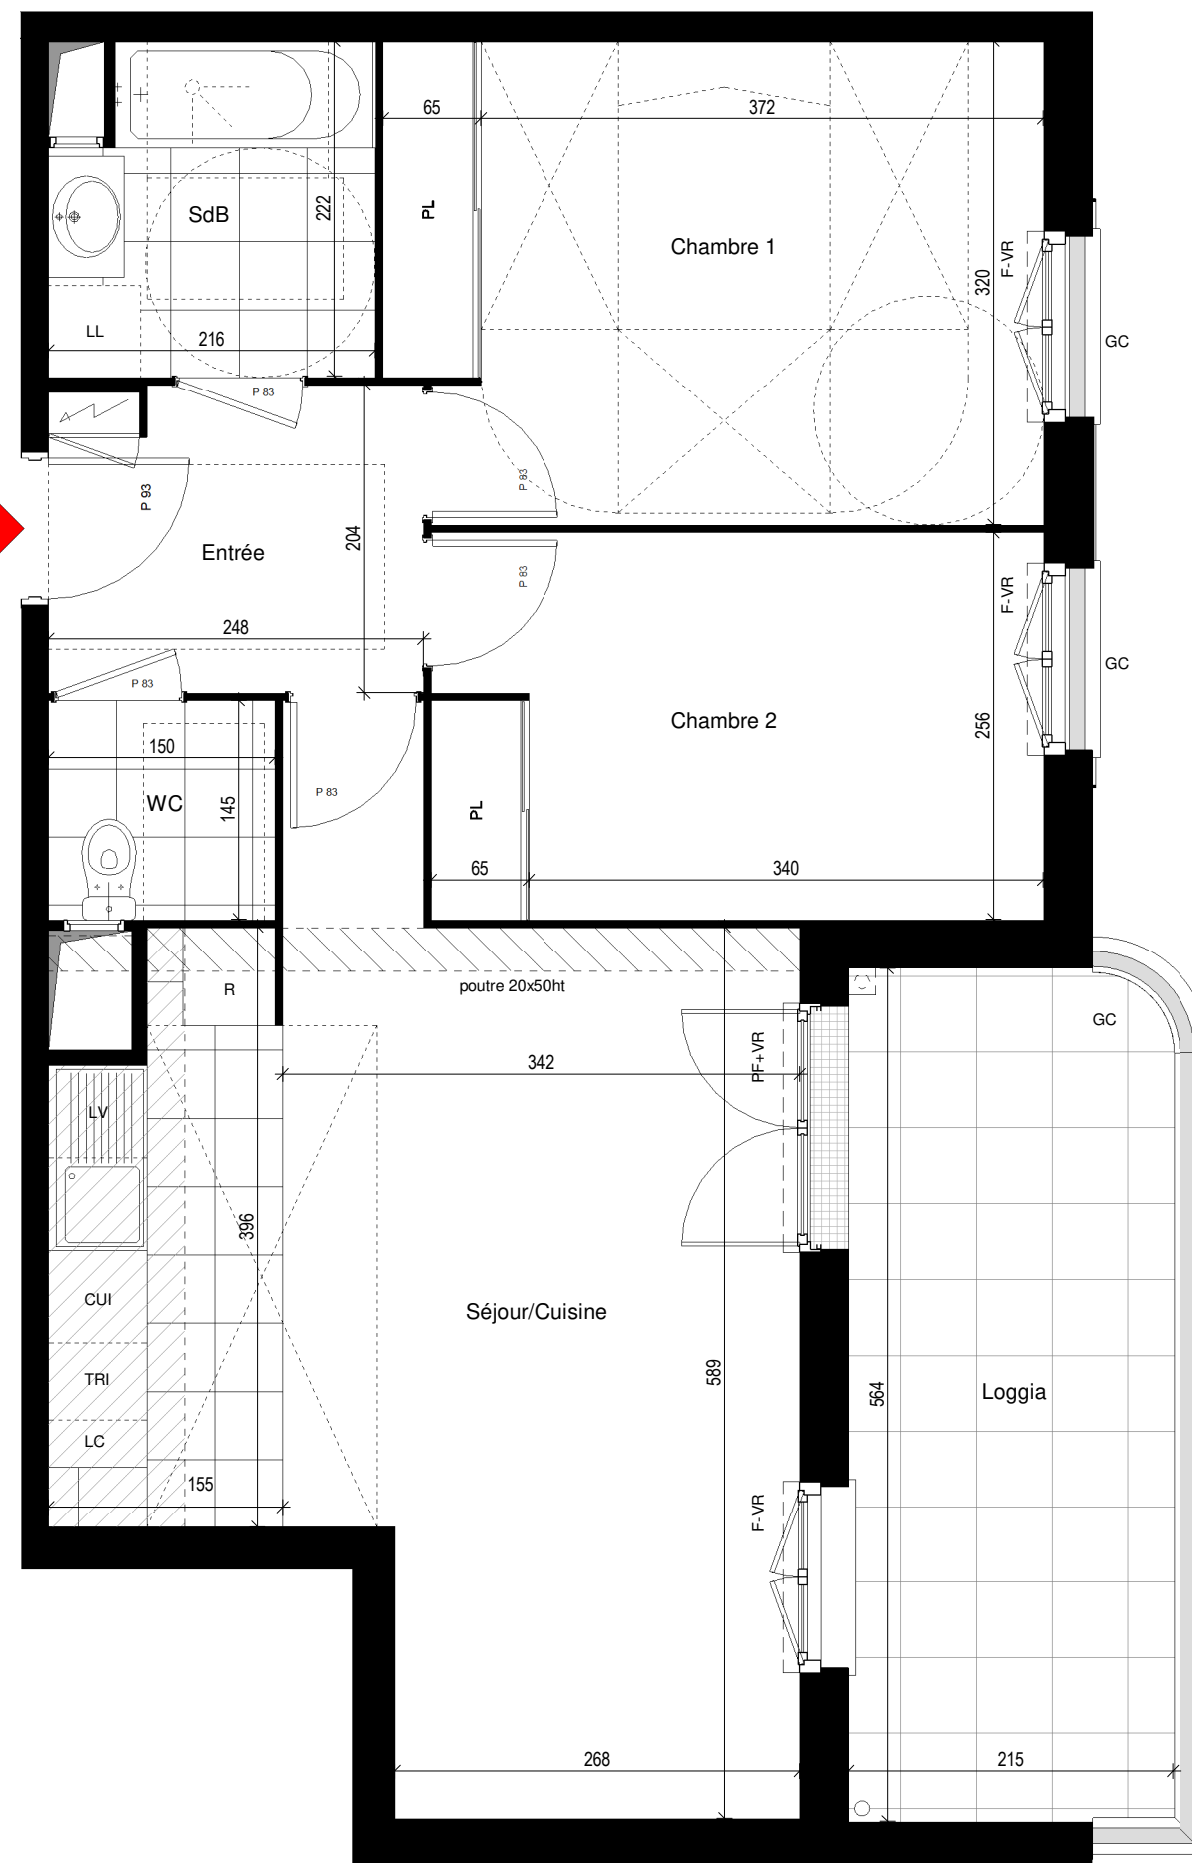 65
372
PL
SdB
222
Chambre 1
F-VR
320
GC
LL
216
P 83
P 93
P 83
Entrée
204
P 83
248
F-VR
GC
P 83
Chambre 2
256
150
WC
145
P 83
PL
65
340
R
poutre 20x50ht
GC
342
PF+VR
LV
396
CUI
Séjour/Cuisine
TRI
589
564
Loggia
LC
155
F-VR
268
215